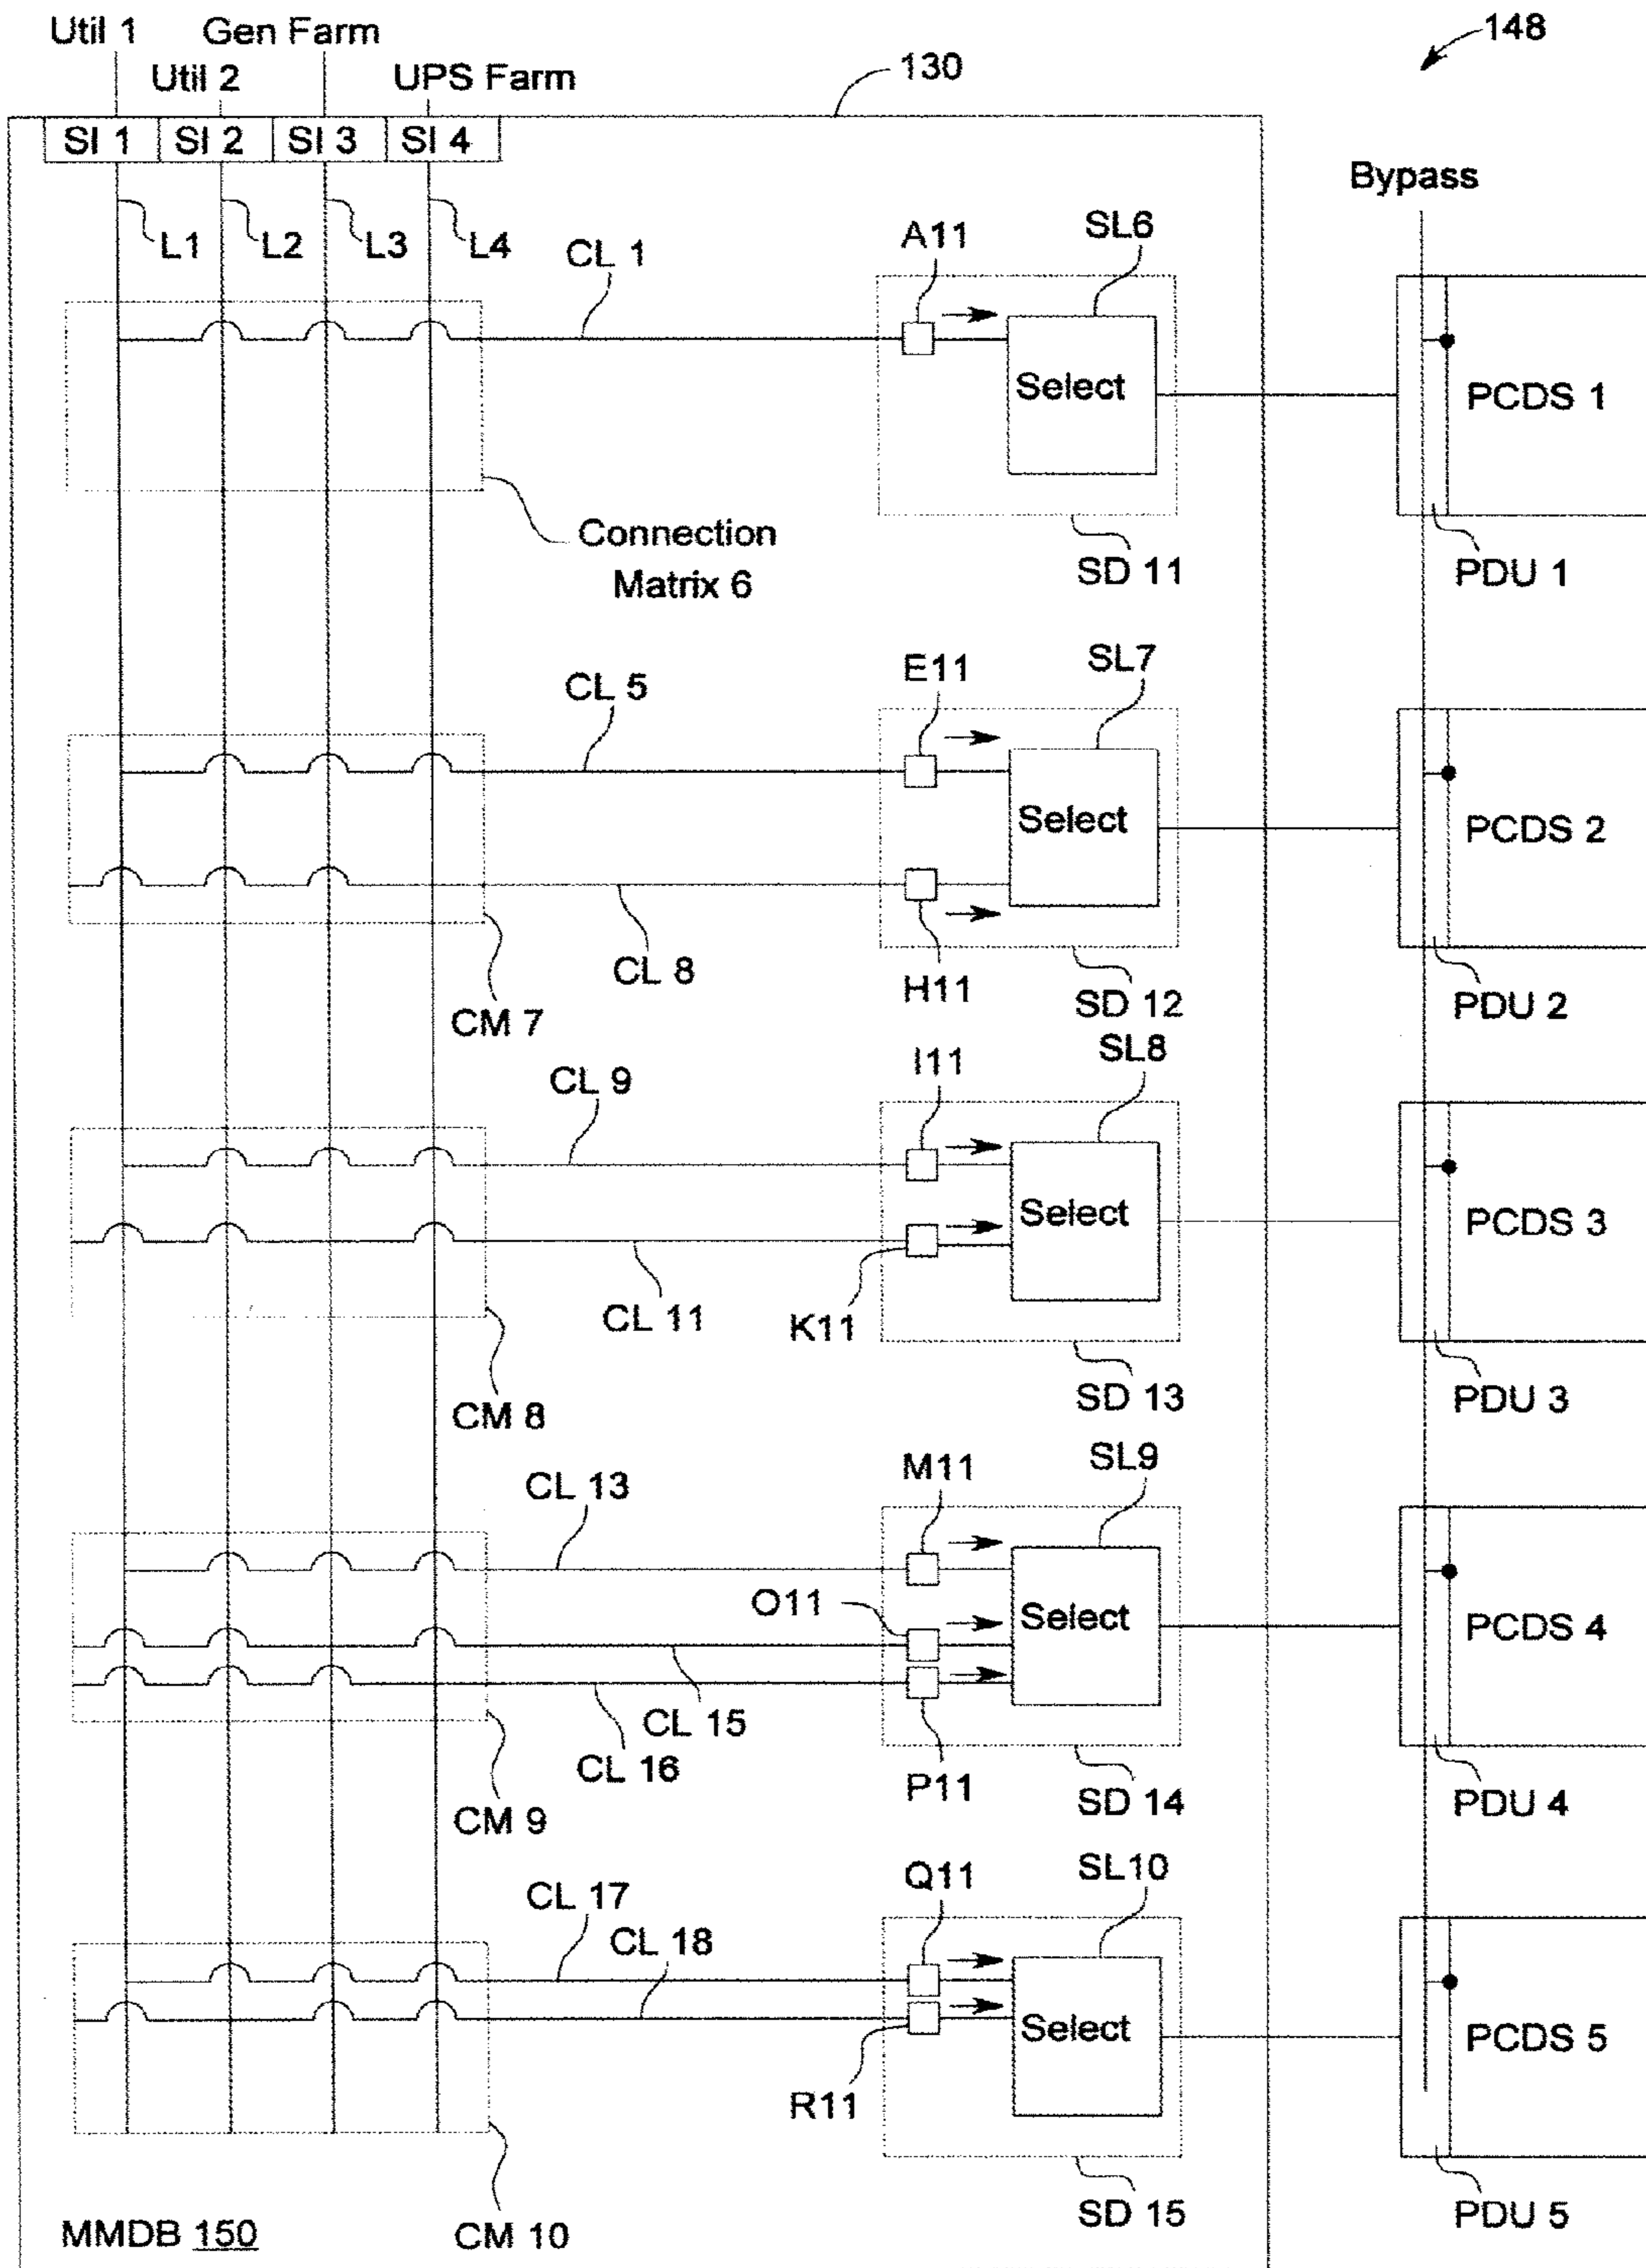 Util 1
Gen Farm
148
Util 2
UPS Farm
130
SI 1
SI 2
SI 3
SI 4
Bypass
L1
L2
L3
L4
CL 1
A11
SL6
Select
PCDS 1
Connection
Matrix 6
SD 11
PDU 1
CL 5
E11
SL7
Select
PCDS 2
CL 8
H11
SD 12
PDU 2
CM 7
CL 9
I11
SL8
Select
PCDS 3
CL 11
K11
SD 13
PDU 3
CM 8
CL 13
M11
SL9
O11
Select
PCDS 4
CL 15
CL 16
P11
SD 14
PDU 4
CM 9
CL 17
CL 18
Q11
SL10
Select
PCDS 5
R11
SD 15
PDU 5
MMDB 150
CM 10